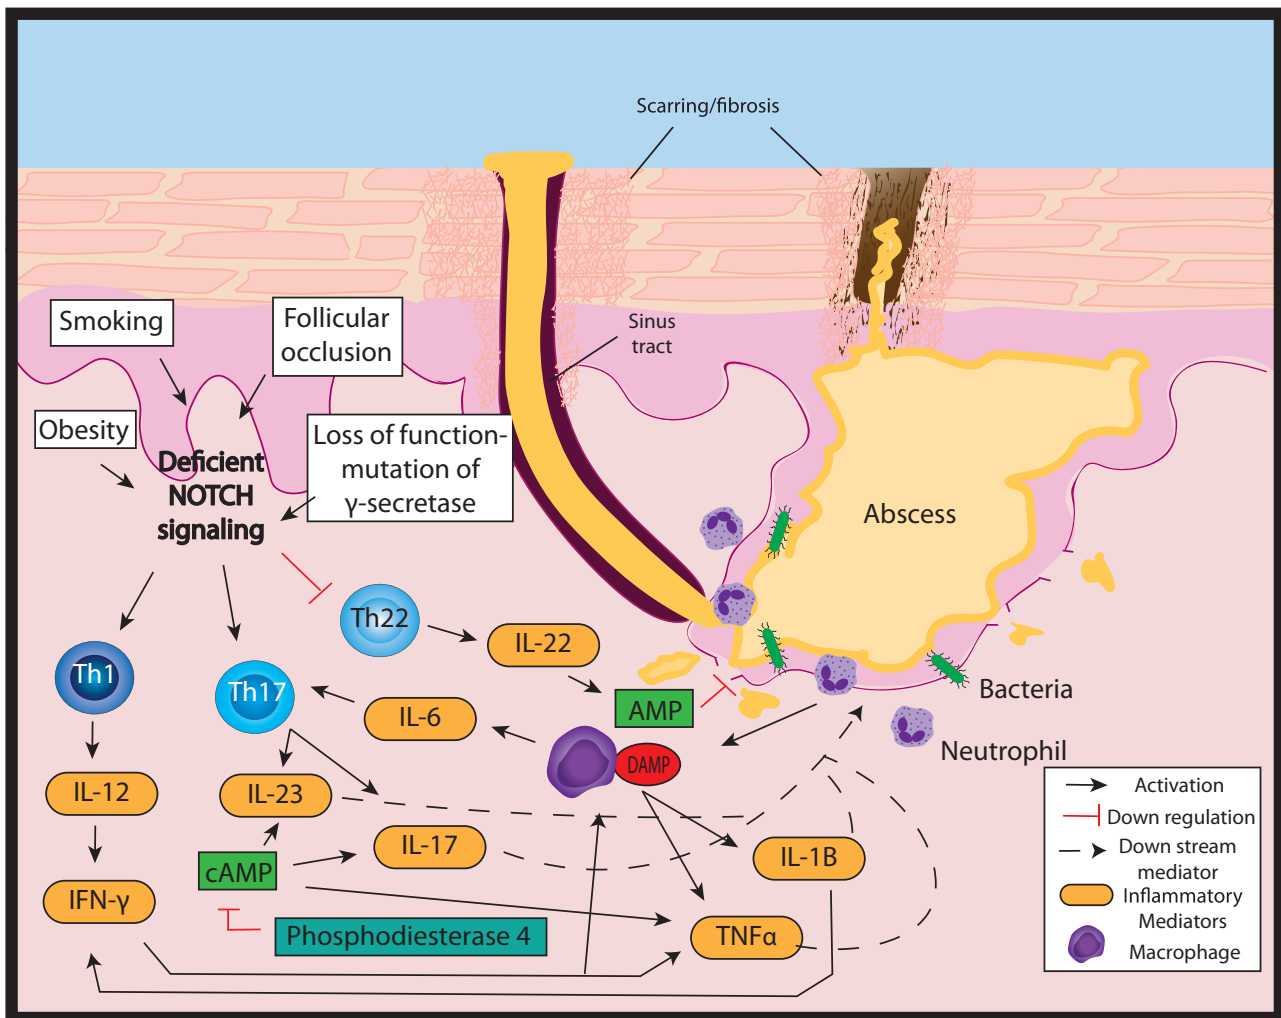 Scarring/fibrosis
Smoking
Follicular
occlusion
Sinus
tract
Obesity
Loss of function-
mutation of
γ-secretase
Deficient
NOTCH
signaling
Abscess
Th22
IL-22
Th1
Th17
IL-6
AMP
Bacteria
Neutrophil
DAMP
IL-12
IL-23
IL-17
IL-1B
cAMP
IFN-γ
Phosphodiesterase 4
TNFα
Activation
Down regulation
Down stream
mediator
Inflammatory
Mediators
Macrophage